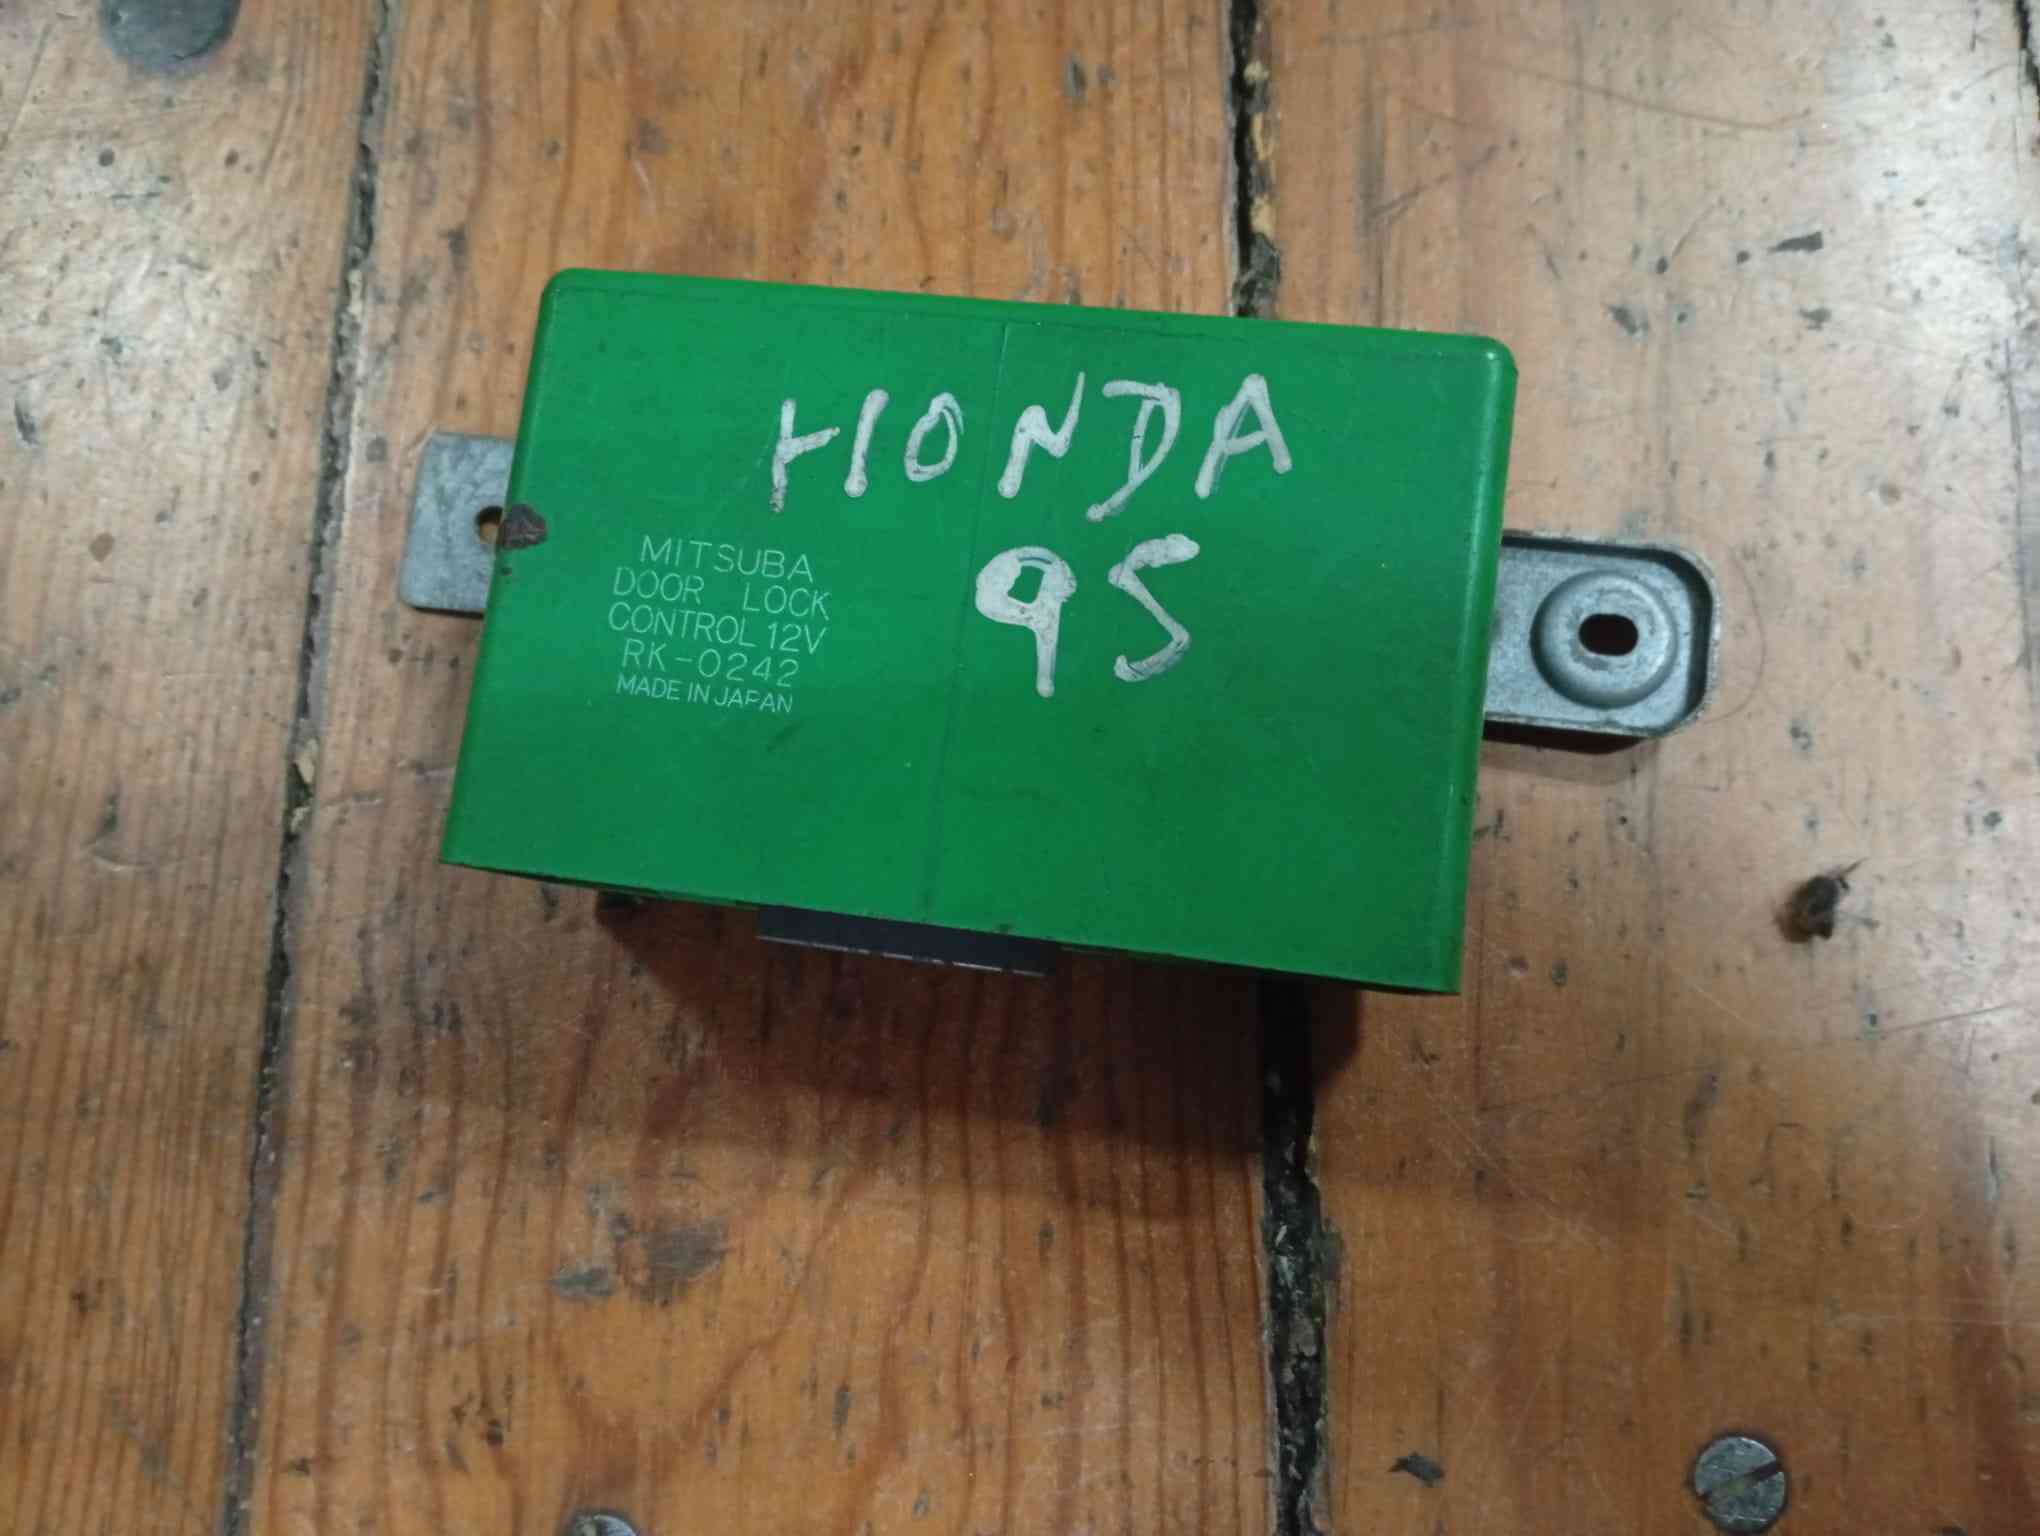 HONDA
95
MITSUBA
DOOR LOCK
CONTROL 12V
RK-0242
MADE IN JAPAN